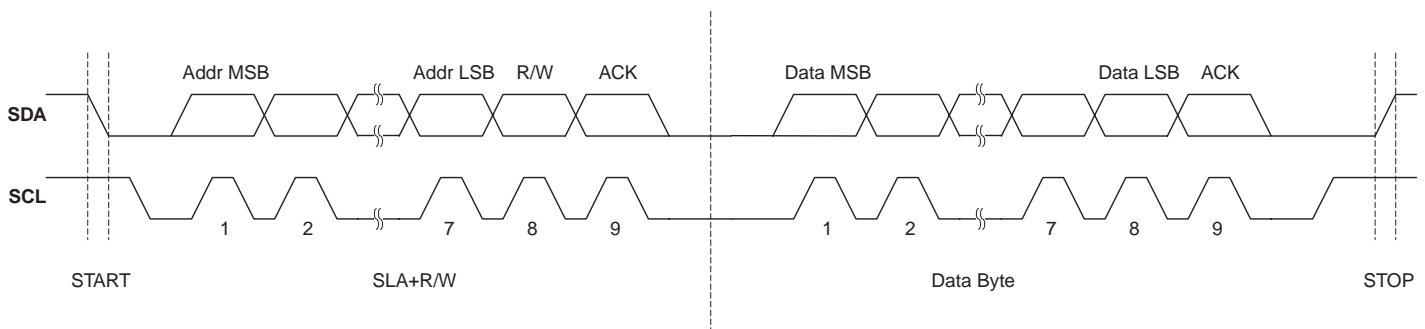 Addr MSB Addr LSB R/W ACK Data MSB Data LSB ACK
SDA
SCL
1 2 7 8 9 1 2 7 8 9
START SLA+R/W Data Byte STOP